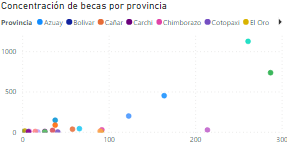 Concentración de becas por provincia
Provincia Azuay Bolivar Cañar Carchi Chimborazo Cotopaxi El Oro
1000
500
0
0 100 200 300